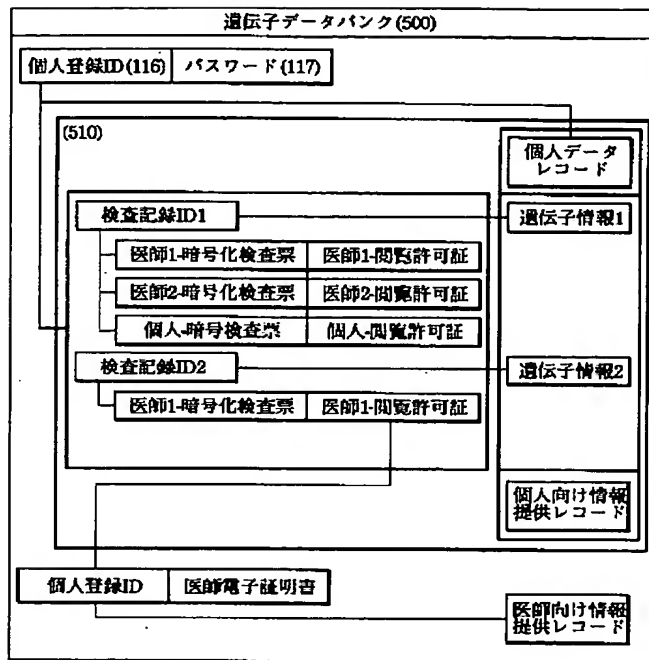 遺伝子データバンク(500)
個人登録ID(116) パスワード(117)
(510)
個人データ
レコード
検査記録ID1
遺伝子情報1
医師1-暗号化検査票 医師1-閲覧許可証
医師2-暗号化検査票 医師2-閲覧許可証
個人-暗号検査票 個人-閲覧許可証
検査記録ID2
遺伝子情報2
医師1-暗号化検査票 医師1-閲覧許可証
個人向け情報
提供レコード
個人登録ID 医師電子証明書
医師向け情報
提供レコード